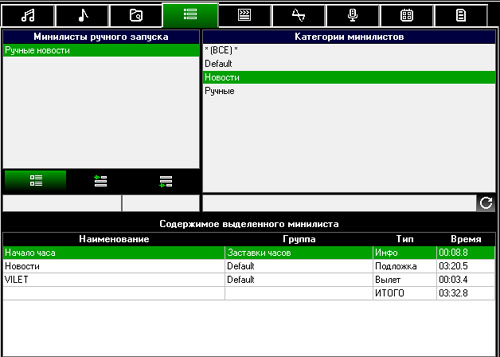 Минилисты ручного запуска
Ручные новости
Категории минилистов
* (ВСЕ) *
Default
Новости
Ручные
Содержимое выделенного минилиста
Наименование Группа Тип Время
Начало часа Заставки часов Инфо 00:08.8
Новости Default Подложка 03:20.5
VILET Default Вылет 00:03.4
ИТОГО 03:32.8